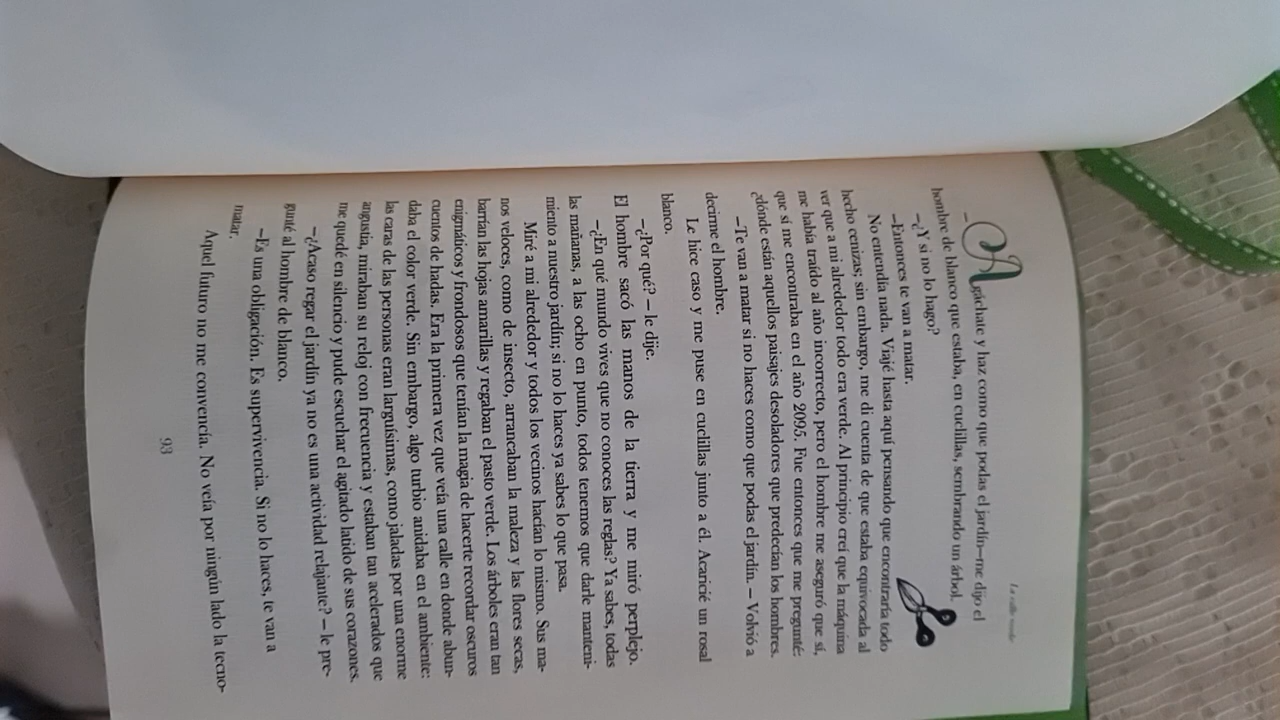 La calle verde
–Agáchate y haz como que podas el jardín–me dijo el
hombre de blanco que estaba, en cuclillas, sembrando un árbol.
–¿Y si no lo hago?
–Entonces te van a matar.
No entendía nada. Viajé hasta aquí pensando que encontraría todo
hecho cenizas; sin embargo, me di cuenta de que estaba equivocada al
ver que a mi alrededor todo era verde. Al principio creí que la máquina
me había traído al año incorrecto, pero el hombre me aseguró que sí,
que sí me encontraba en el año 2095. Fue entonces que me pregunté:
¿dónde están aquellos paisajes desoladores que predecían los hombres.
–Te van a matar si no haces como que podas el jardín. – Volvió a
decirme el hombre.
Le hice caso y me puse en cuclillas junto a él. Acaricié un rosal
blanco.
–¿Por qué? – le dije.
El hombre sacó las manos de la tierra y me miró perplejo.
–¿En qué mundo vives que no conoces las reglas? Ya sabes, todas
las mañanas, a las ocho en punto, todos tenemos que darle manteni-
miento a nuestro jardín; si no lo haces ya sabes lo que pasa.
Miré a mi alrededor y todos los vecinos hacían lo mismo. Sus ma-
nos veloces, como de insecto, arrancaban la maleza y las flores secas,
barrían las hojas amarillas y regaban el pasto verde. Los árboles eran tan
enigmáticos y frondosos que tenían la magia de hacerte recordar oscuros
cuentos de hadas. Era la primera vez que veía una calle en donde abun-
daba el color verde. Sin embargo, algo turbio anidaba en el ambiente:
las caras de las personas eran larguísimas, como jaladas por una enorme
angustia, miraban su reloj con frecuencia y estaban tan acelerados que
me quedé en silencio y pude escuchar el agitado latido de sus corazones.
–¿Acaso regar el jardín ya no es una actividad relajante? – le pre-
gunté al hombre de blanco.
–Es una obligación. Es supervivencia. Si no lo haces, te van a
matar.
Aquel futuro no me convencía. No veía por ningún lado la tecno-
93